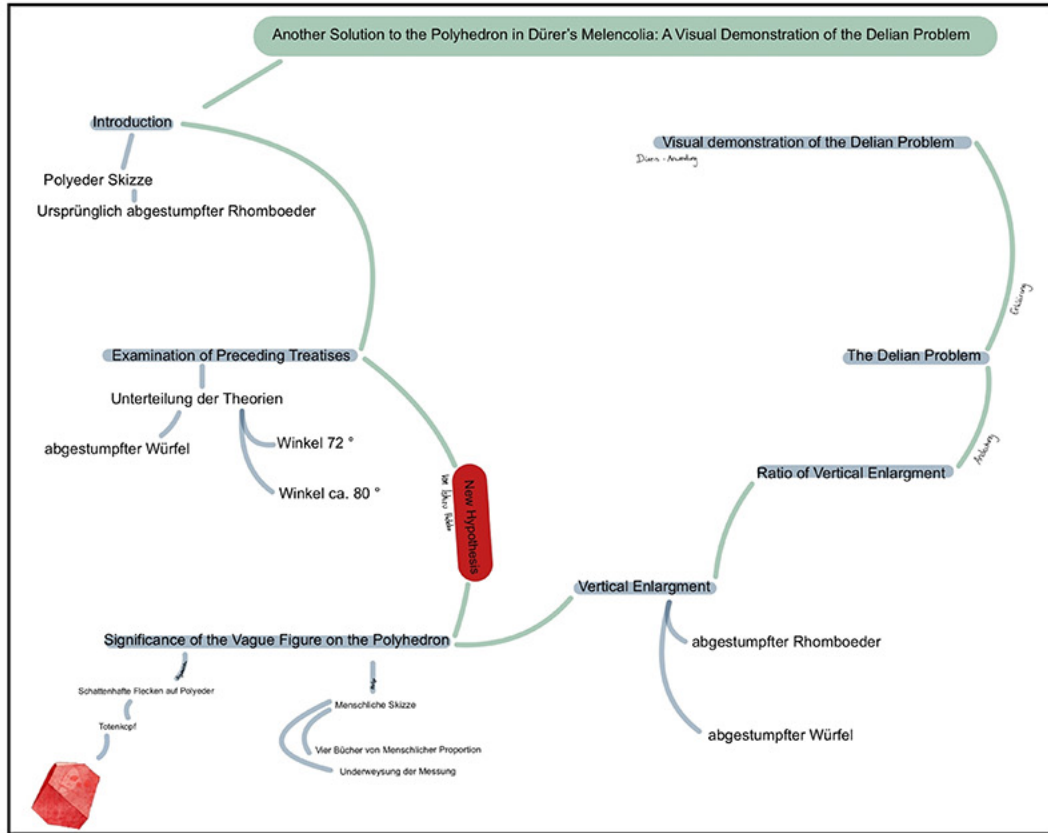 Another Solution to the Polyhedron in Dürer's Melencolia: A Visual Demonstration of the Delian Problem
Introduction
Polyeder Skizze
Ursprünglich abgestumpfter Rhomboeder
Examination of Preceding Treatises
Unterteilung der Theorien
abgestumpfter Würfel
Winkel 72 °
Winkel ca. 80 °
New Hypothesis
Significance of the Vague Figure on the Polyhedron
Schattenhafte Flecken auf Polyeder
Totenkopf
Menschliche Skizze
Vier Bücher von Menschlicher Proportion
Underweysung der Messung
Vertical Enlargment
abgestumpfter Rhomboeder
abgestumpfter Würfel
Ratio of Vertical Enlargment
The Delian Problem
Erklärung
Visual demonstration of the Delian Problem